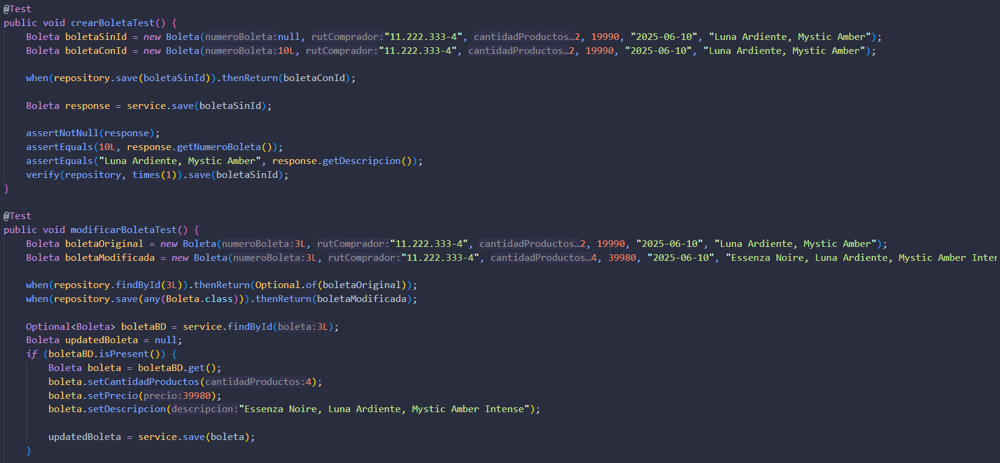 @Test
public void crearBoletaTest() {
Boleta boletaSinId = new Boleta(numeroBoleta:null, rutComprador:"11.222.333-4", cantidadProductos…2, 19990, "2025-06-10", "Luna Ardiente, Mystic Amber");
Boleta boletaConId = new Boleta(numeroBoleta:10L, rutComprador:"11.222.333-4", cantidadProductos…2, 19990, "2025-06-10", "Luna Ardiente, Mystic Amber");
when(repository.save(boletaSinId)).thenReturn(boletaConId);
Boleta response = service.save(boletaSinId);
assertNotNull(response);
assertEquals(10L, response.getNumeroBoleta());
assertEquals("Luna Ardiente, Mystic Amber", response.getDescripcion());
verify(repository, times(1)).save(boletaSinId);
}
@Test
public void modificarBoletaTest() {
Boleta boletaOriginal = new Boleta(numeroBoleta:3L, rutComprador:"11.222.333-4", cantidadProductos…2, 19990, "2025-06-10", "Luna Ardiente, Mystic Amber");
Boleta boletaModificada = new Boleta(numeroBoleta:3L, rutComprador:"11.222.333-4", cantidadProductos…4, 39980, "2025-06-10", "Essenza Noire, Luna Ardiente, Mystic Amber Inter
when(repository.findById(3L)).thenReturn(Optional.of(boletaOriginal));
when(repository.save(any(Boleta.class))).thenReturn(boletaModificada);
Optional<Boleta> boletaBD = service.findById(boleta:3L);
Boleta updatedBoleta = null;
if (boletaBD.isPresent()) {
Boleta boleta = boletaBD.get();
boleta.setCantidadProductos(cantidadProductos:4);
boleta.setPrecio(precio:39980);
boleta.setDescripcion(descripcion:"Essenza Noire, Luna Ardiente, Mystic Amber Intense");
updatedBoleta = service.save(boleta);
}